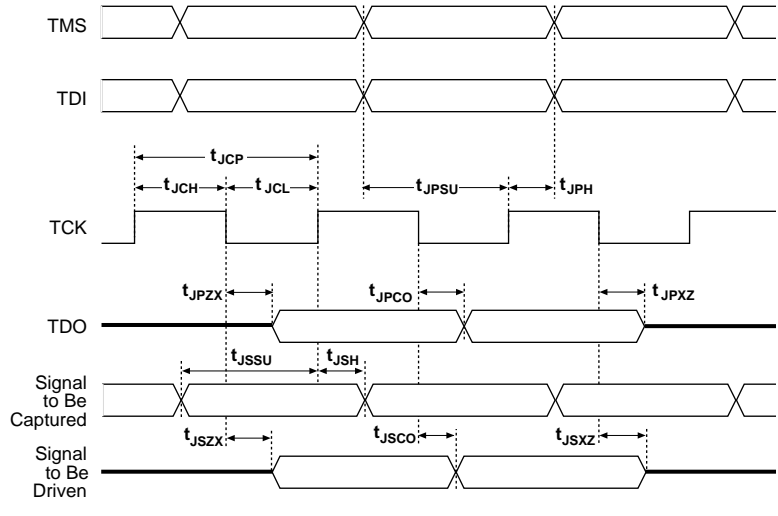 TMS
TDI
tJCP
tJCH
tJCL
tJPSU
tJPH
TCK
tJPZX
tJPCO
tJPXZ
TDO
tJSSU
tJSH
Signal
to Be
Captured
tJSZX
tJSCO
tJSXZ
Signal
to Be
Driven